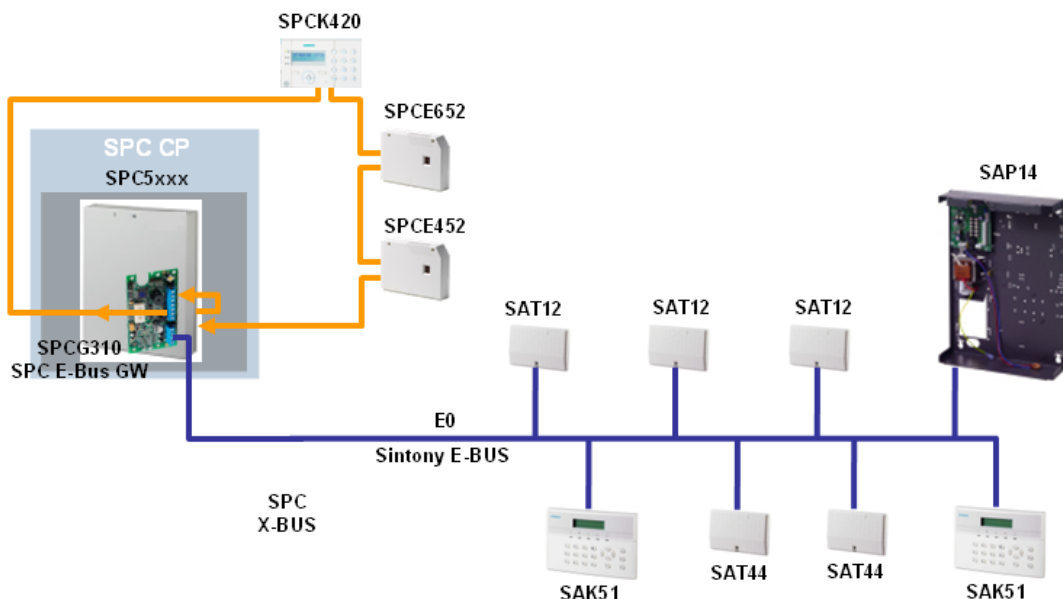 SPCK420
SPCE652
SPC CP
SPC5xxx
SAP14
SPCE452
SAT12
SAT12
SAT12
SPCG310
SPC E-Bus GW
E0
Sintony E-BUS
SPC
X-BUS
SAT44
SAT44
SAK51
SAK51